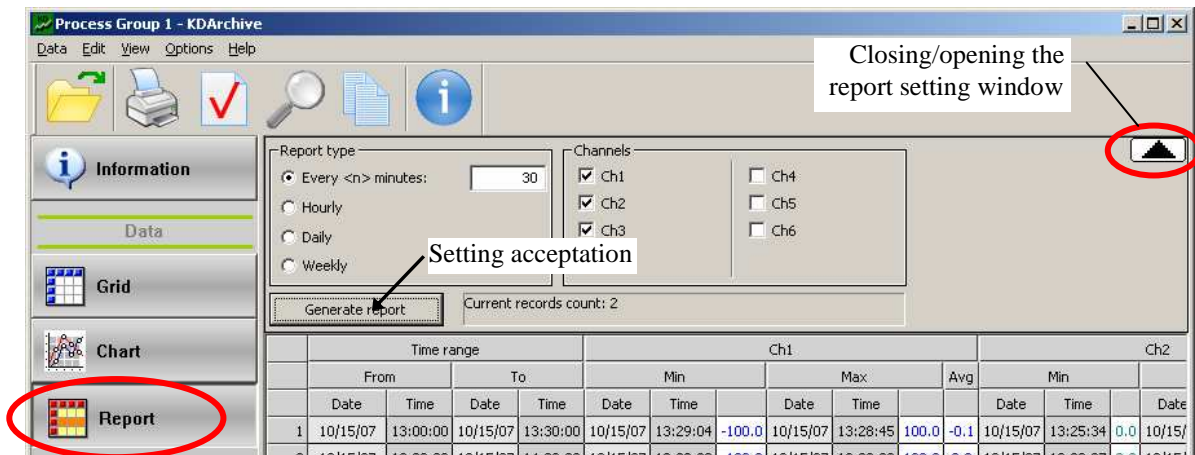 Process Group 1 - KDArchive
Data Edit View Options Help
Closing/opening the
report setting window
Information
Data
Grid
Chart
Report
Report type
Every <n> minutes: 30
Hourly
Daily
Weekly
Channels
Ch1 Ch4
Ch2 Ch5
Ch3 Ch6
Setting acceptation
Generate report
Current records count: 2
Time range Ch1 Ch2
From To Min Max Avg Min
Date Time Date Time Date Time Date Time Date Time Date
1 10/15/07 13:00:00 10/15/07 13:30:00 10/15/07 13:29:04 -100.0 10/15/07 13:28:45 100.0 -0.1 10/15/07 13:25:34 0.0 10/15/